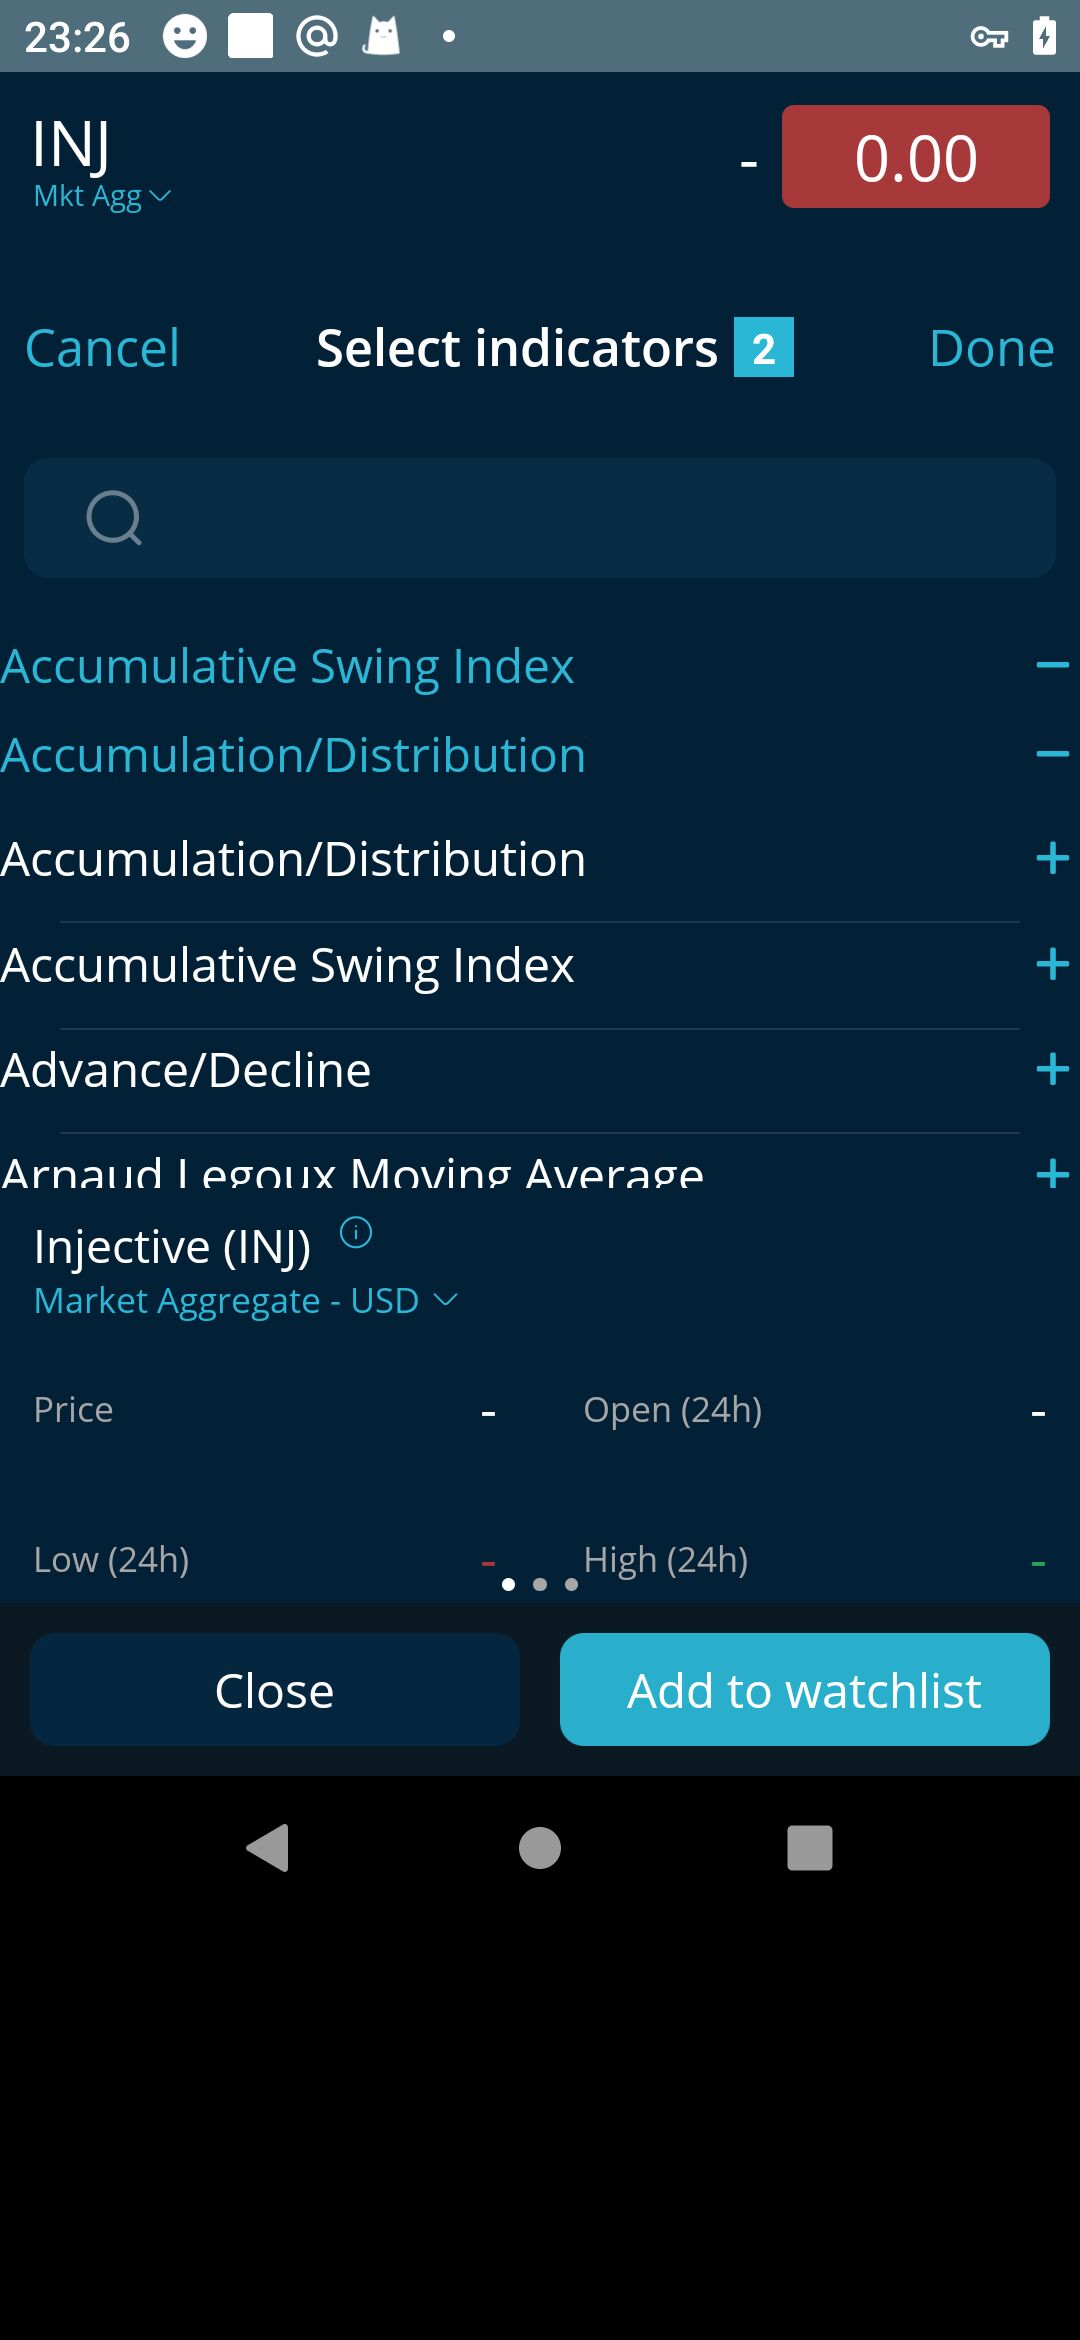 23:26
INJ
- 0.00
Mkt Agg
Cancel Select indicators 2 Done
Accumulative Swing Index
Accumulation/Distribution
Accumulation/Distribution
Accumulative Swing Index
Advance/Decline
Arnaud Legoux Moving Average
Injective (INJ)
Market Aggregate - USD
Price - Open (24h) -
Low (24h) - High (24h) -
Close Add to watchlist